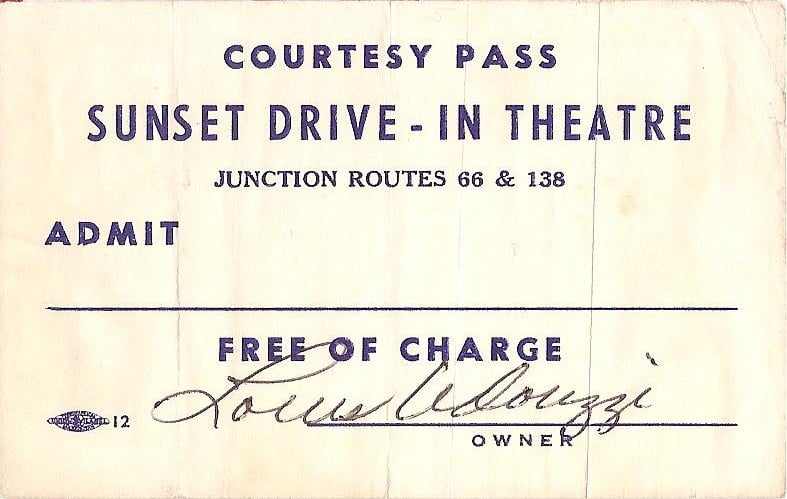 COURTESY PASS
SUNSET DRIVE-IN THEATRE
JUNCTION ROUTES 66 & 138
ADMIT
FREE OF CHARGE
Louis
12
OWNER